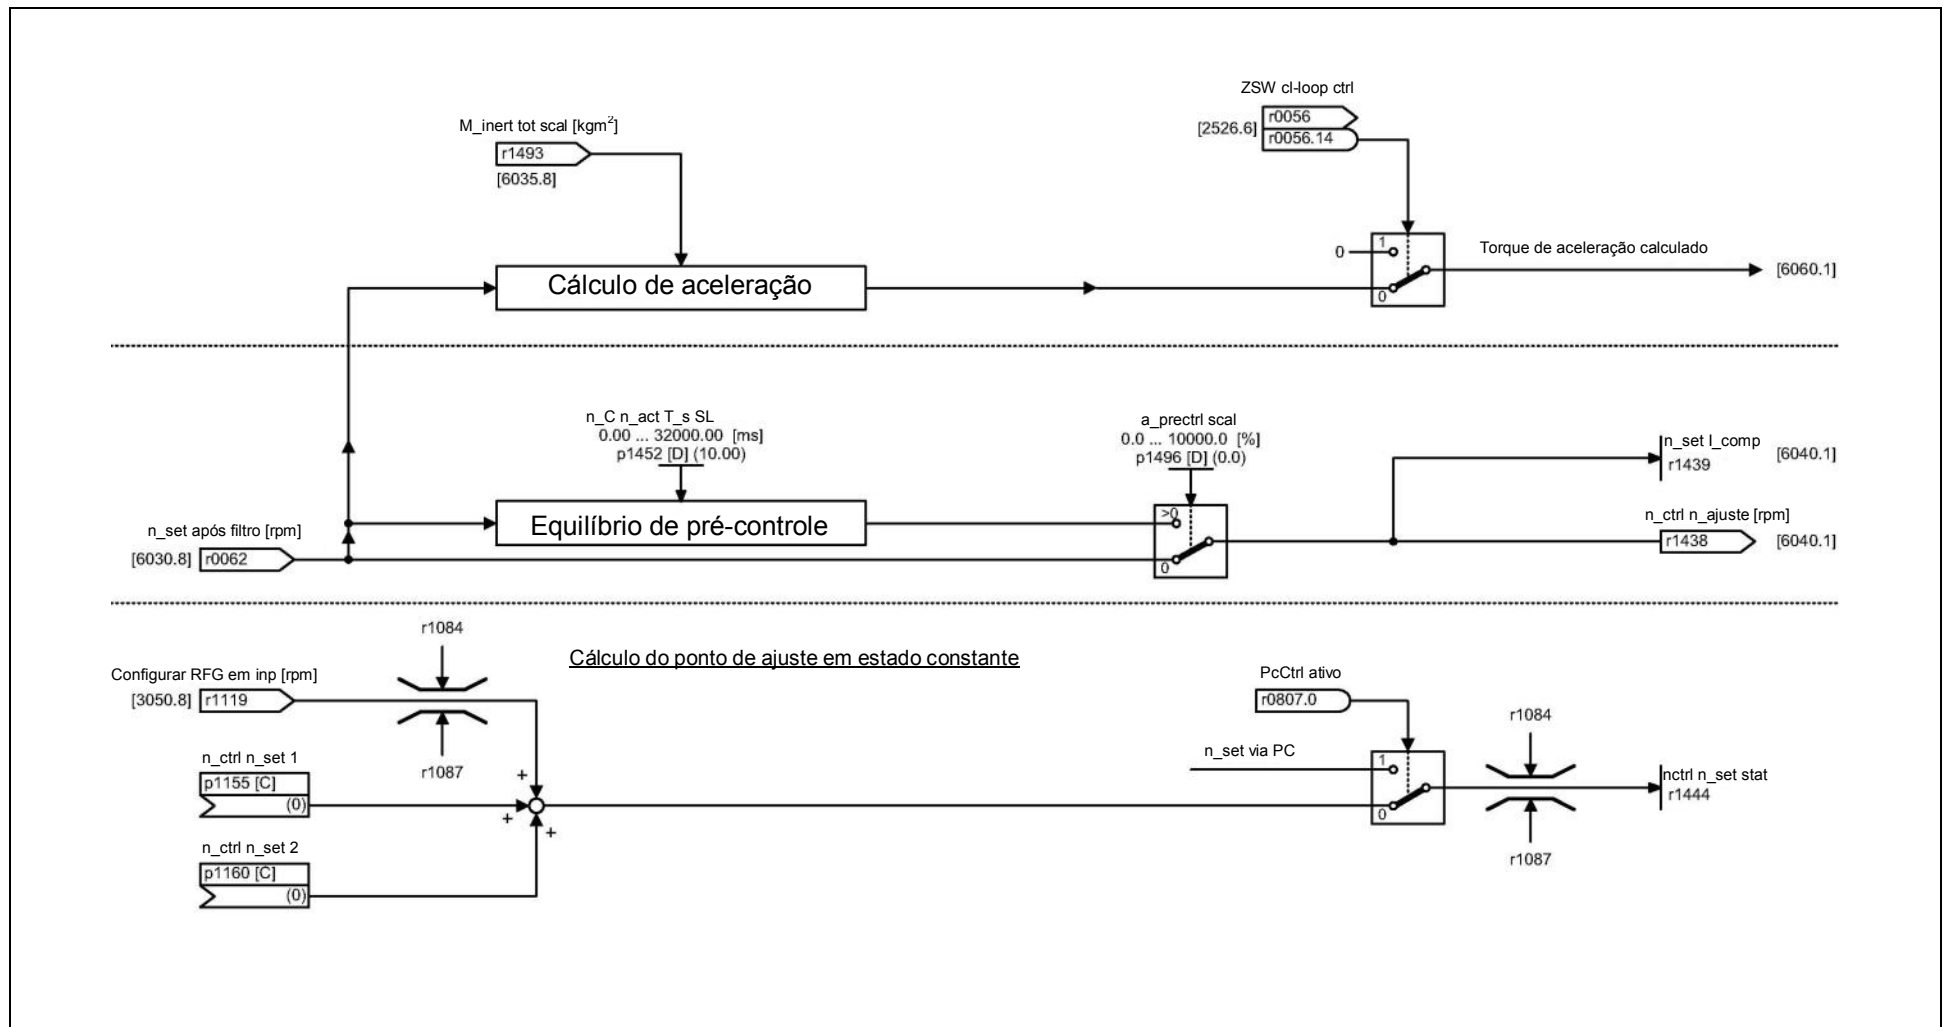 ZSW cl-loop ctrl
r0056
[2526.6]
r0056.14
M_inert tot scal [kgm²]
r1493
[6035.8]
1
0
0
Cálculo de aceleração
Torque de aceleração calculado
[6060.1]
n_C n_act T_s SL
0.00 ... 32000.00 [ms]
p1452 [D] (10.00)
a_prectrl scal
0.0 ... 10000.0 [%]
p1496 [D] (0.0)
n_set I_comp
r1439
[6040.1]
Equilíbrio de pré-controle
>0
0
n_set após filtro [rpm]
[6030.8]
r0062
n_ctrl n_ajuste [rpm]
r1438
[6040.1]
Cálculo do ponto de ajuste em estado constante
r1084
Configurar RFG em inp [rpm]
[3050.8]
r1119
r1087
PcCtrl ativo
r0807.0
r1084
n_ctrl n_set 1
p1155 [C]
(0)
+
+
+
n_set via PC
1
0
nctrl n_set stat
r1444
r1087
n_ctrl n_set 2
p1160 [C]
(0)